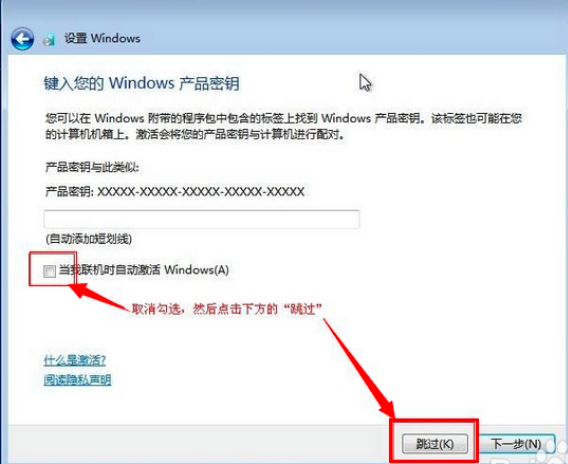 设置 Windows
键入您的 Windows 产品密钥
您可以在 Windows 附带的程序包中包含的标签上找到 Windows 产品密钥。该标签也可能在您
的计算机机箱上。激活会将您的产品密钥与计算机进行配对。
产品密钥与此类似:
产品密钥: XXXXX-XXXXX-XXXXX-XXXXX-XXXXX
(自动添加短划线)
当我联机时自动激活 Windows(A)
取消勾选，然后点击下方的“跳过”
什么是激活?
阅读隐私声明
跳过(K)
下一步(N)